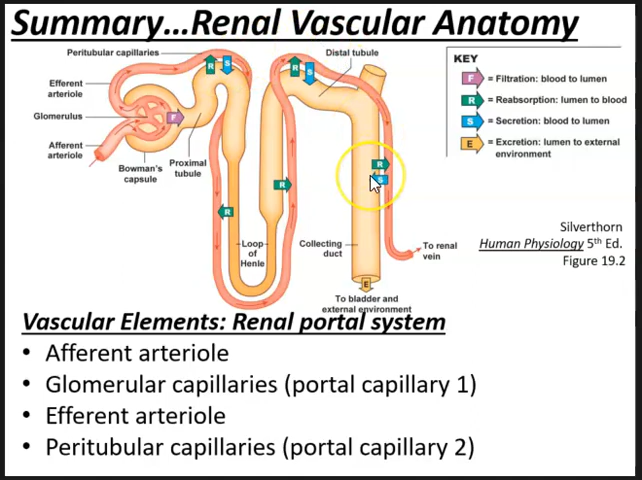 Summary...Renal Vascular Anatomy
Peritubular capillaries
Distal tubule
Efferent
arteriole
Glomerulus
Afferent
arteriole
Bowman's
capsule
Proximal
tubule
R
S
R
S
F
R
R
R
S
Loop
of
Henle
Collecting
duct
To renal
vein
E
To bladder and
external environment
KEY
F = Filtration: blood to lumen
R = Reabsorption: lumen to blood
S = Secretion: blood to lumen
E = Excretion: lumen to external
environment
Silverthorn
Human Physiology 5th Ed.
Figure 19.2
Vascular Elements: Renal portal system
• Afferent arteriole
• Glomerular capillaries (portal capillary 1)
• Efferent arteriole
• Peritubular capillaries (portal capillary 2)